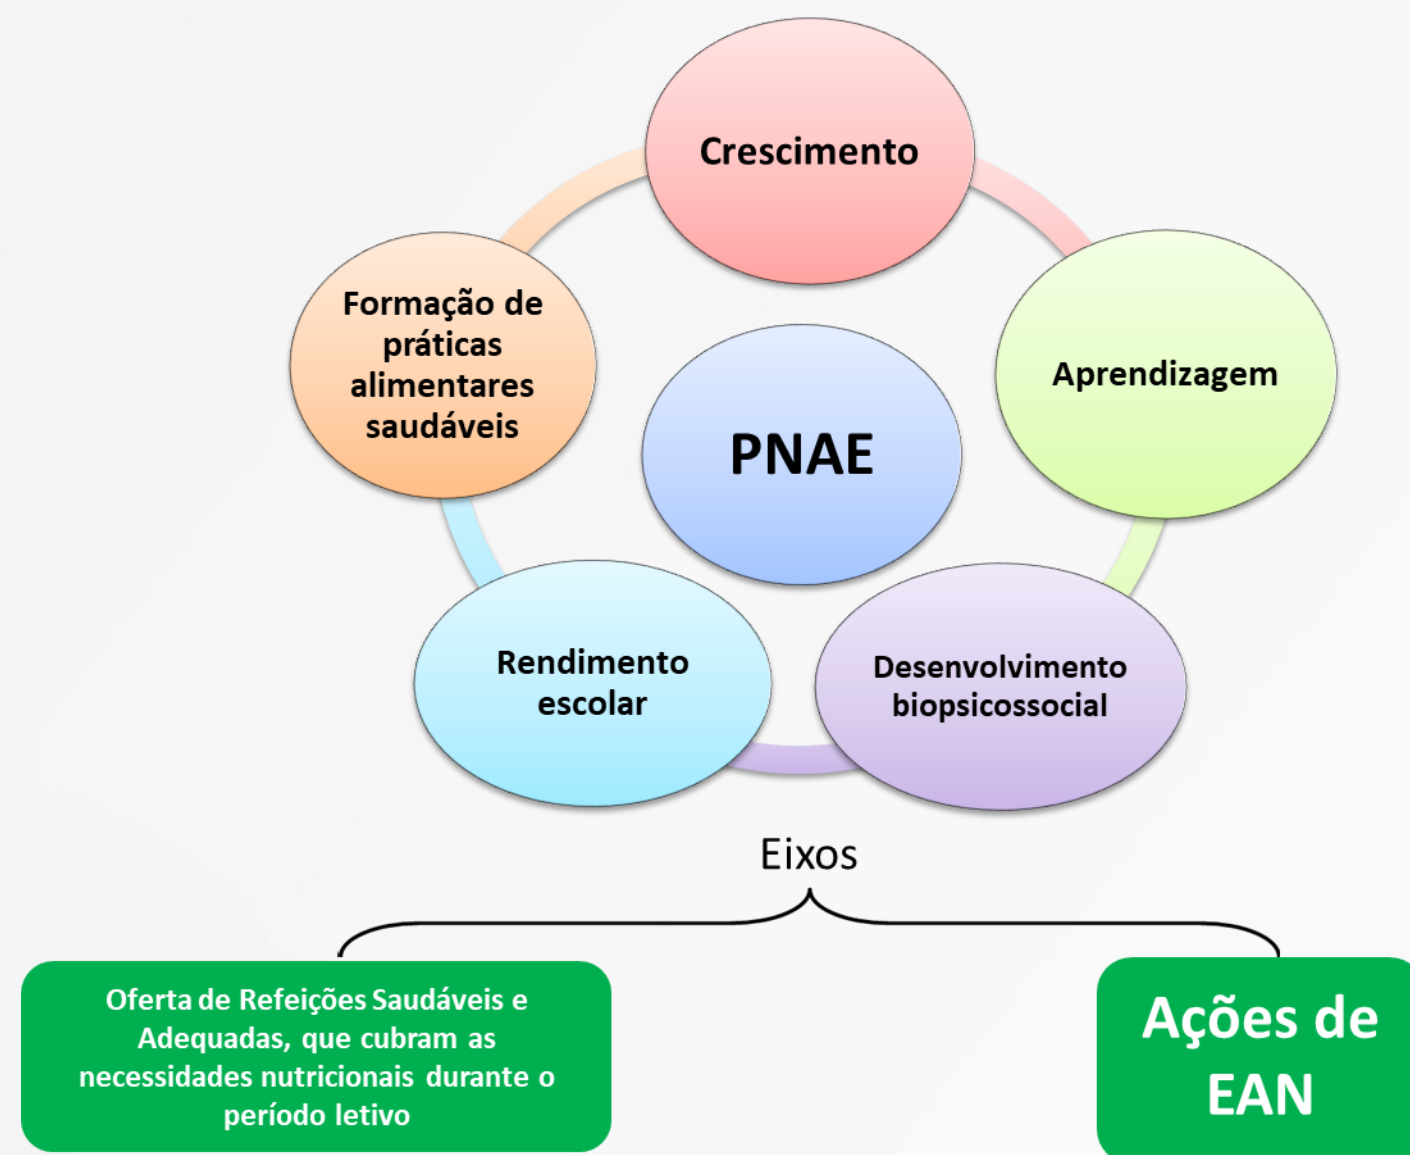 Crescimento
Formação de
práticas
alimentares
saudáveis
Aprendizagem
PNAE
Rendimento
escolar
Desenvolvimento
biopsicossocial
Eixos
Oferta de Refeições Saudáveis e
Adequadas, que cubram as
necessidades nutricionais durante o
período letivo
Ações de
EAN